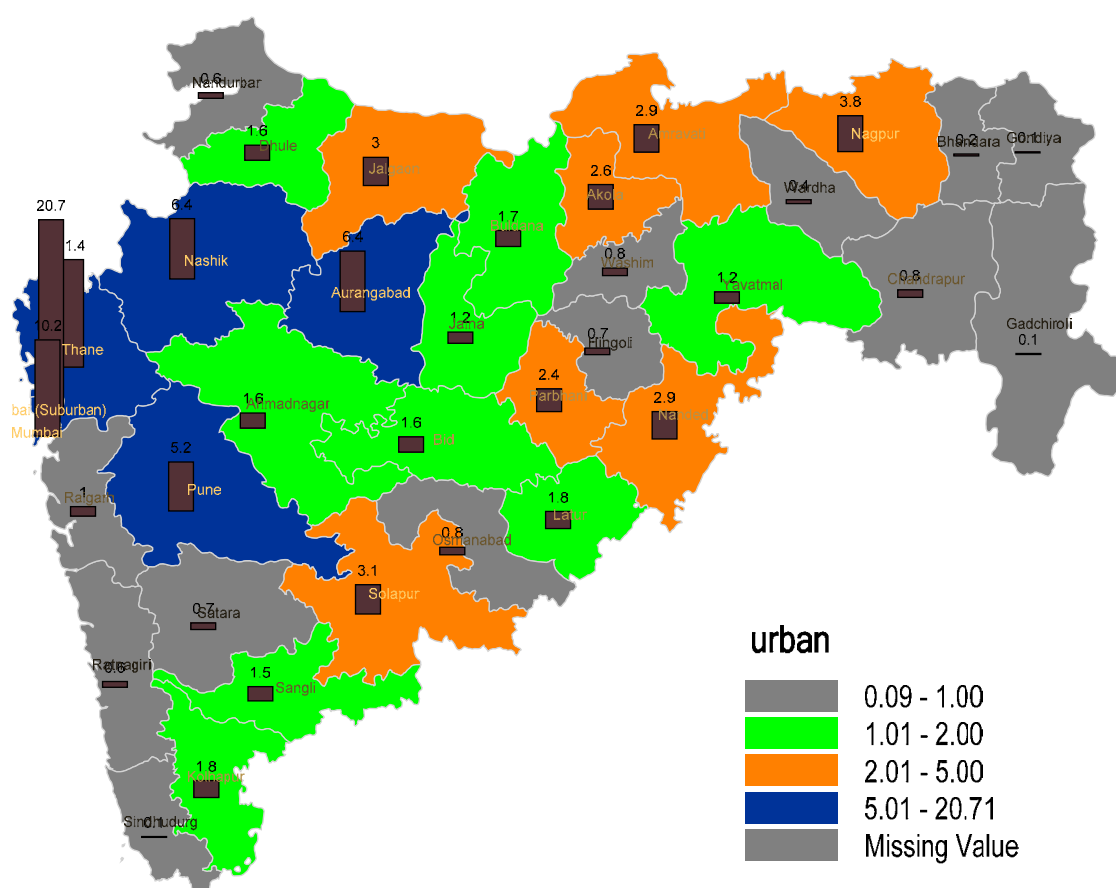 0.6
Nandurbar
1.6
Dhule
3
Jalgaon
2.9
Amravati
3.8
Nagpur
0.2
Bhandara
0.1
Gondiya
2.6
Akola
0.4
Wardha
20.7
1.4
10.2
Thane
6.4
Nashik
6.4
Aurangabad
1.7
Buldana
0.8
Washim
1.2
Yavatmal
0.8
Chandrapur
Gadchiroli
0.1
1.2
Jalna
0.7
Hingoli
2.4
Parbhani
2.9
Nanded
ba. (Suburban)
Mumbai
1.6
Ahmadnagar
1.6
Bid
5.2
Pune
1
Raigarh
1.8
Latur
0.8
Osmanabad
3.1
Solapur
0.7
Satara
Ratnagiri
0.6
1.5
Sangli
1.8
Kolhapur
Sindhudurg
0.1
urban
0.09 - 1.00
1.01 - 2.00
2.01 - 5.00
5.01 - 20.71
Missing Value